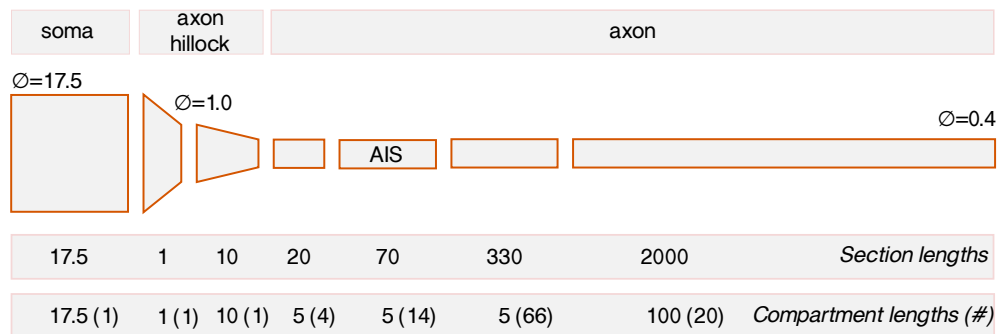 soma axon hillock axon
∅=17.5
∅=1.0
∅=0.4
AIS
17.5 1 10 20 70 330 2000 Section lengths
17.5 (1) 1 (1) 10 (1) 5 (4) 5 (14) 5 (66) 100 (20) Compartment lengths (#)